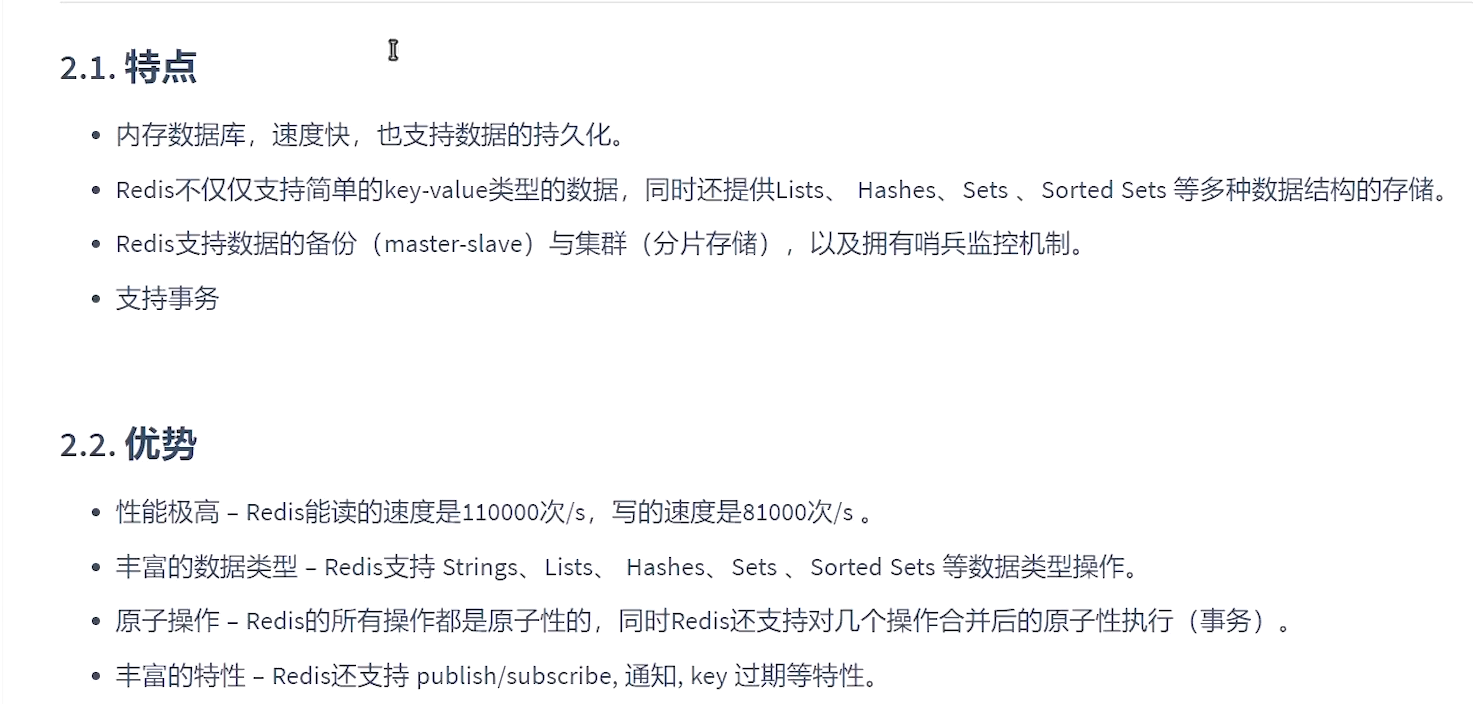 2.1. 特点
• 内存数据库，速度快，也支持数据的持久化。
• Redis不仅仅支持简单的key-value类型的数据，同时还提供Lists、 Hashes、Sets 、Sorted Sets 等多种数据结构的存储。
• Redis支持数据的备份（master-slave）与集群（分片存储），以及拥有哨兵监控机制。
• 支持事务
2.2. 优势
• 性能极高 – Redis能读的速度是110000次/s，写的速度是81000次/s 。
• 丰富的数据类型 – Redis支持 Strings、Lists、 Hashes、Sets 、Sorted Sets 等数据类型操作。
• 原子操作 – Redis的所有操作都是原子性的，同时Redis还支持对几个操作合并后的原子性执行（事务）。
• 丰富的特性 – Redis还支持 publish/subscribe, 通知, key 过期等特性。